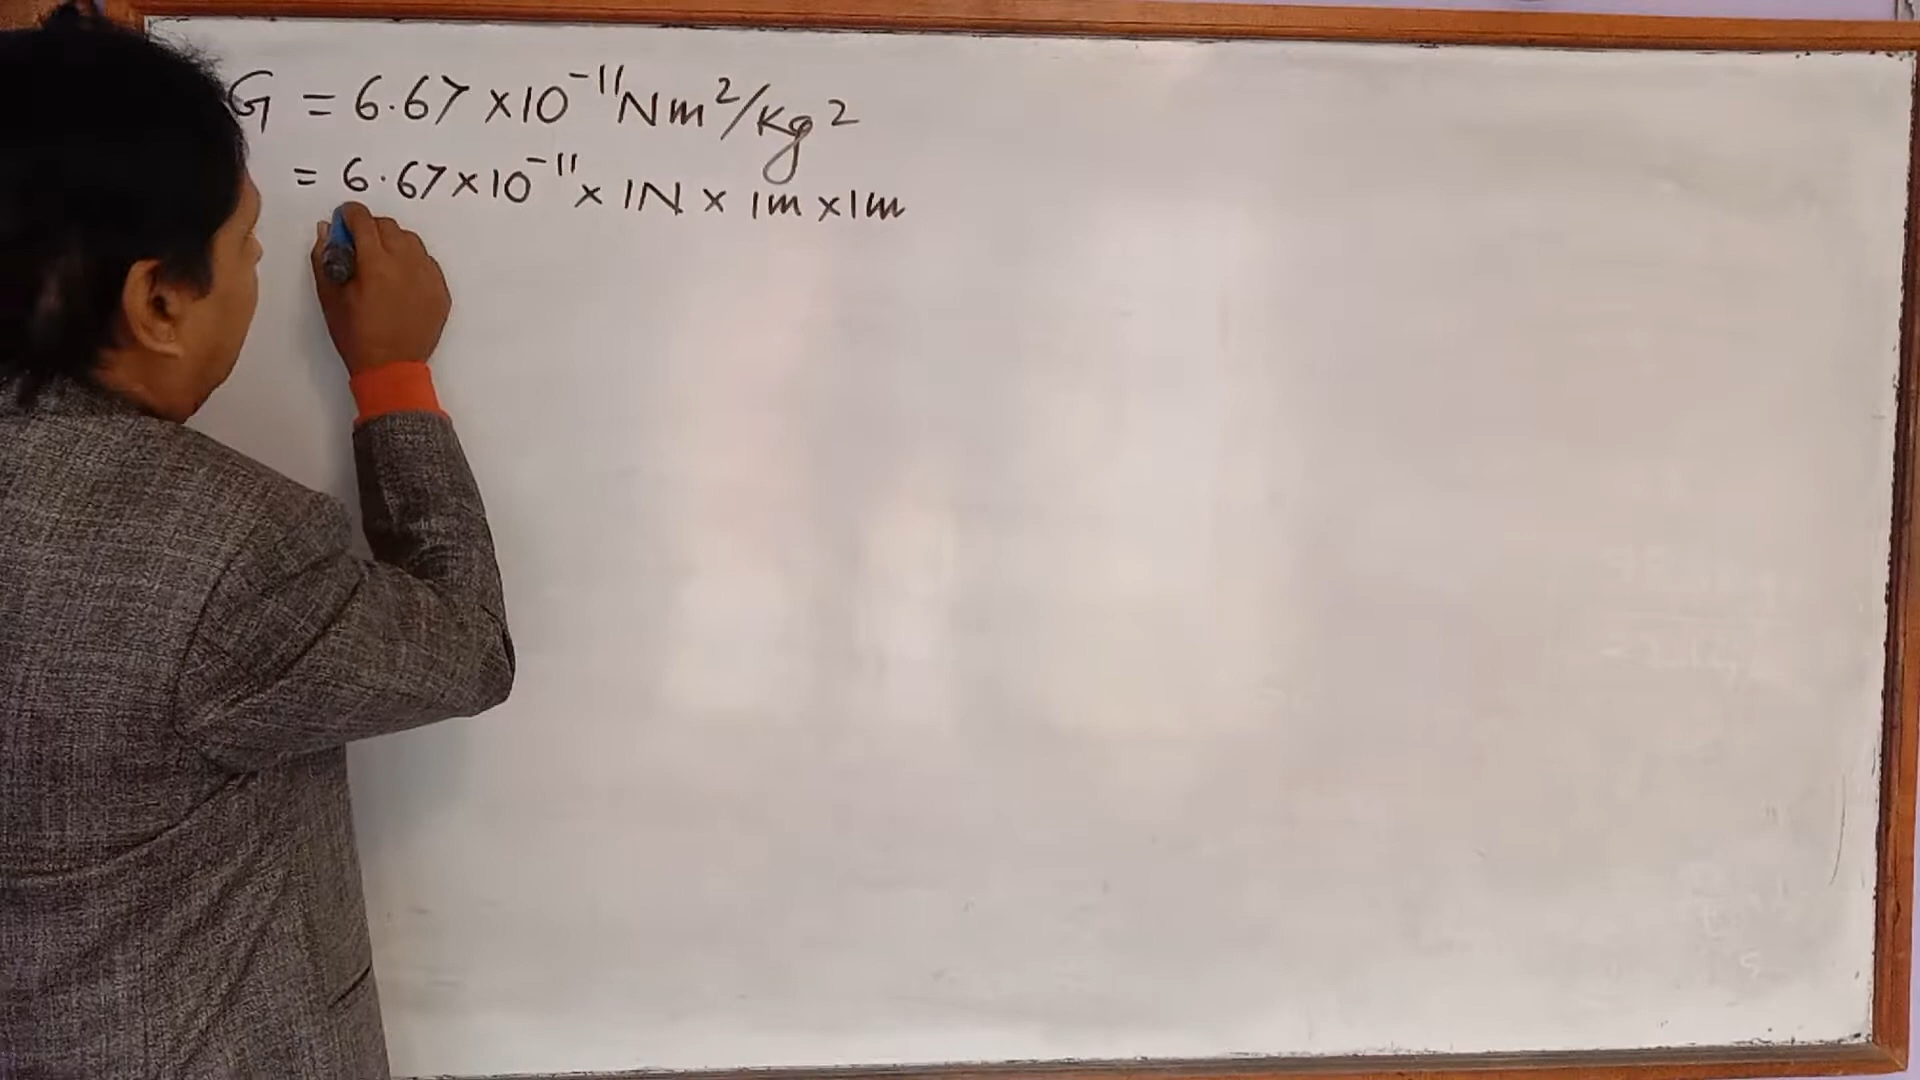 G = 6.67 × 10⁻¹¹ Nm²/Kg²
= 6.67 × 10⁻¹¹ × 1N × 1m × 1m